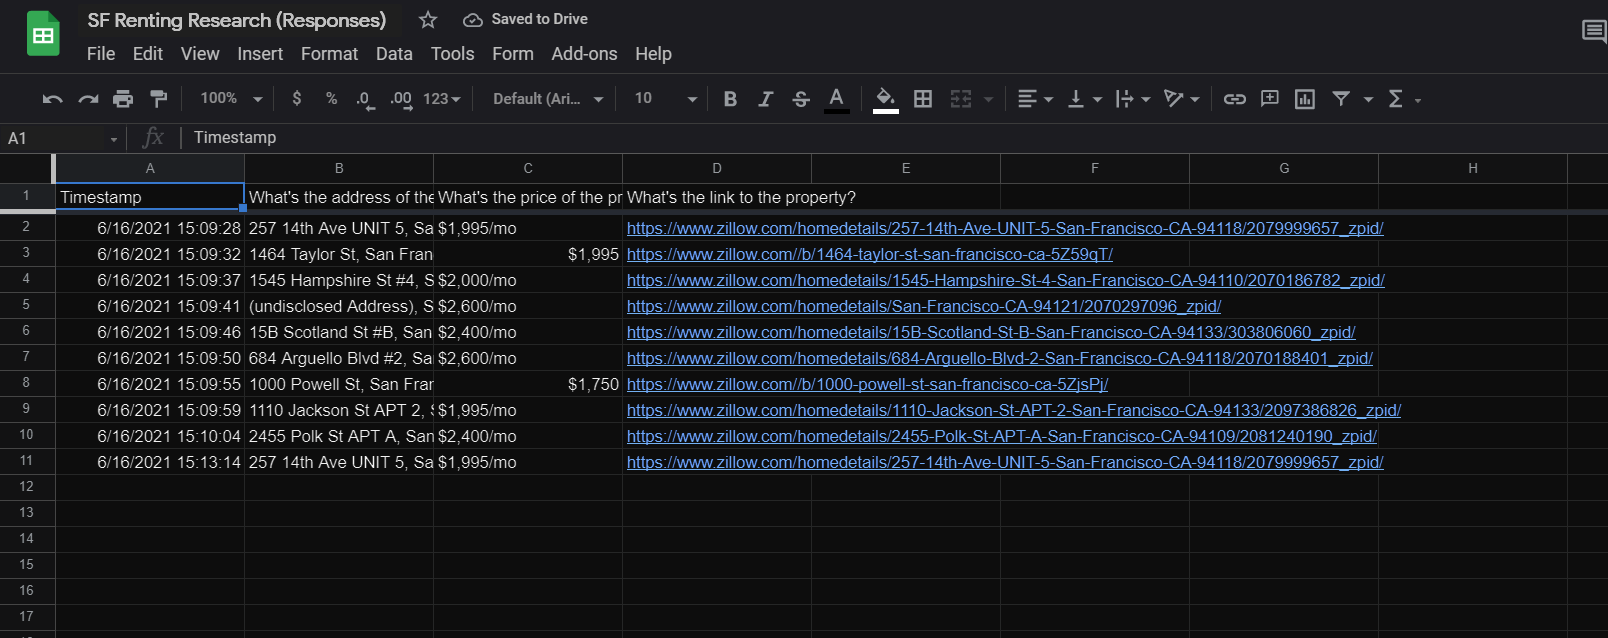 SF Renting Research (Responses) Saved to Drive
File Edit View Insert Format Data Tools Form Add-ons Help
100% $ % .0 .00 123 Default (Ari... 10 B I S A Σ
A1 fx Timestamp
A B C D E F G H
1 Timestamp What's the address of the What's the price of the pr What's the link to the property?
2 6/16/2021 15:09:28 257 14th Ave UNIT 5, Sa $1,995/mo https://www.zillow.com/homedetails/257-14th-Ave-UNIT-5-San-Francisco-CA-94118/2079999657_zpid/
3 6/16/2021 15:09:32 1464 Taylor St, San Fran $1,995 https://www.zillow.com//b/1464-taylor-st-san-francisco-ca-5Z59qT/
4 6/16/2021 15:09:37 1545 Hampshire St #4, S $2,000/mo https://www.zillow.com/homedetails/1545-Hampshire-St-4-San-Francisco-CA-94110/2070186782_zpid/
5 6/16/2021 15:09:41 (undisclosed Address), S $2,600/mo https://www.zillow.com/homedetails/San-Francisco-CA-94121/2070297096_zpid/
6 6/16/2021 15:09:46 15B Scotland St #B, San $2,400/mo https://www.zillow.com/homedetails/15B-Scotland-St-B-San-Francisco-CA-94133/303806060_zpid/
7 6/16/2021 15:09:50 684 Arguello Blvd #2, Sa $2,600/mo https://www.zillow.com/homedetails/684-Arguello-Blvd-2-San-Francisco-CA-94118/2070188401_zpid/
8 6/16/2021 15:09:55 1000 Powell St, San Fran $1,750 https://www.zillow.com//b/1000-powell-st-san-francisco-ca-5ZjsPj/
9 6/16/2021 15:09:59 1110 Jackson St APT 2, S $1,995/mo https://www.zillow.com/homedetails/1110-Jackson-St-APT-2-San-Francisco-CA-94133/2097386826_zpid/
10 6/16/2021 15:10:04 2455 Polk St APT A, San $2,400/mo https://www.zillow.com/homedetails/2455-Polk-St-APT-A-San-Francisco-CA-94109/2081240190_zpid/
11 6/16/2021 15:13:14 257 14th Ave UNIT 5, Sa $1,995/mo https://www.zillow.com/homedetails/257-14th-Ave-UNIT-5-San-Francisco-CA-94118/2079999657_zpid/
12
13
14
15
16
17